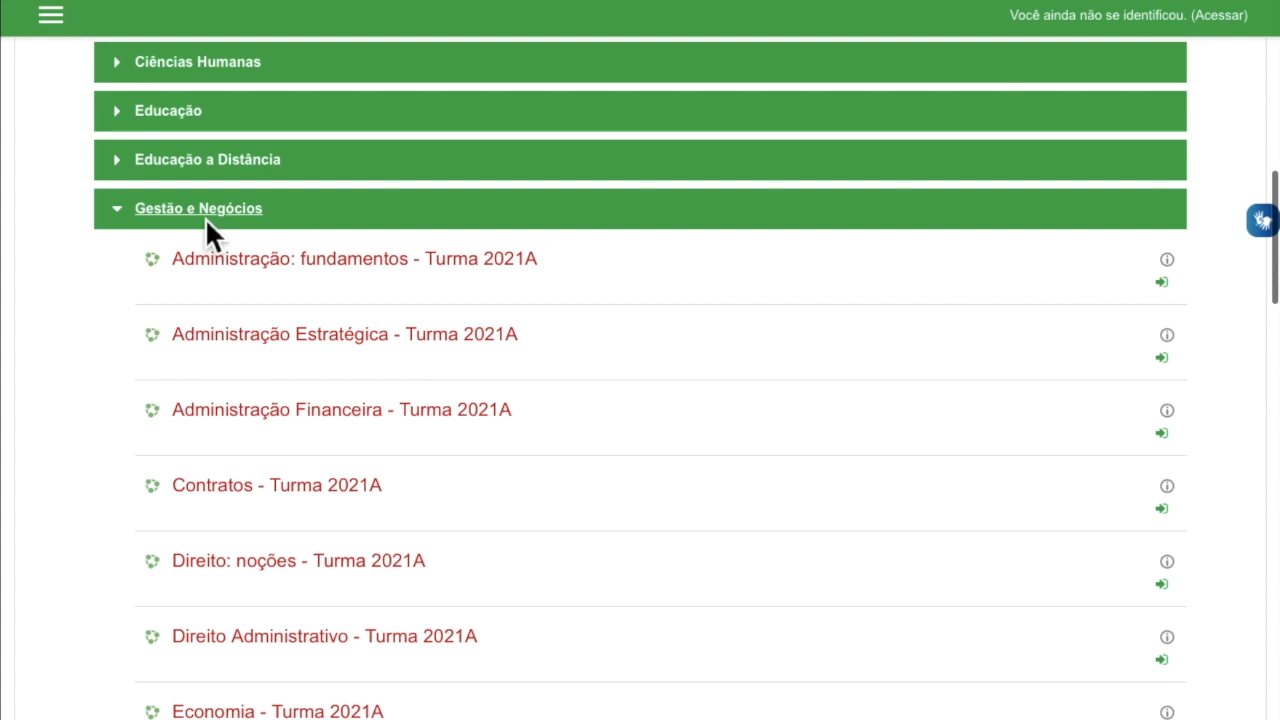 Você ainda não se identificou. (Acessar)
Ciências Humanas
Educação
Educação a Distância
Gestão e Negócios
Administração: fundamentos - Turma 2021A
Administração Estratégica - Turma 2021A
Administração Financeira - Turma 2021A
Contratos - Turma 2021A
Direito: noções - Turma 2021A
Direito Administrativo - Turma 2021A
Economia - Turma 2021A